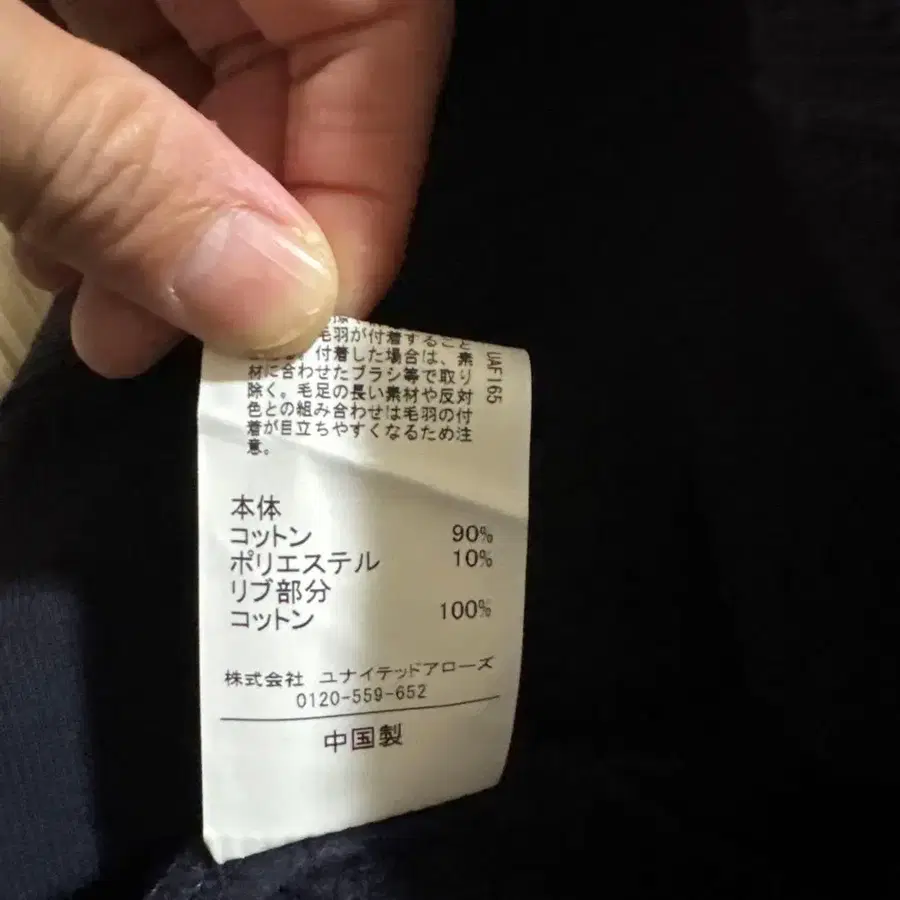 毛羽が付着すること
付着した場合は、素
材に合わせたブラシ等で取り
除く。毛足の長い素材や反対
色との組み合わせは毛羽の付
着が目立ちやすくなるため注
意。
UAF165
本体
コットン 90%
ポリエステル 10%
リブ部分
コットン 100%
株式会社 ユナイテッドアローズ
0120-559-652
中国製